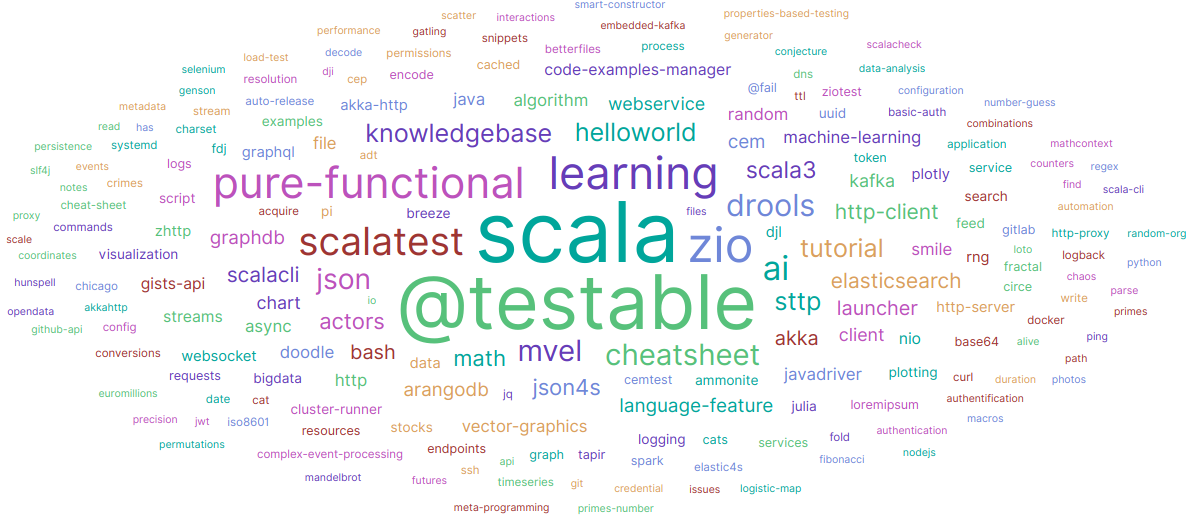 smart-constructor
scatter interactions properties-based-testing
performance gatling embedded-kafka
snippets generator
load-test decode permissions betterfiles process conjecture scalacheck
selenium resolution dji cep encode cached code-examples-manager dns data-analysis
genson auto-release akka-http java algorithm webservice @fail ttl ziotest configuration
metadata stream examples random uuid basic-auth number-guess
read has charset file knowledgebase helloworld cem machine-learning combinations
persistence systemd fdj graphql adt token application mathcontext
slf4j events logs pure-functional learning scala3 kafka plotly service counters regex
notes crimes script drools search find scala-cli
cheat-sheet acquire pi breeze files http-client automation
proxy commands zhttp graphdb scalatest scala zio djl feed gitlab http-proxy random-org
scale visualization tutorial smile rng loto logback
coordinates ai fractal python
hunspell chicago gists-api scalacli json elasticsearch circe chaos parse
opendata akkahttp chart io @testable sttp launcher http-server write primes
github-api config streams async actors akka client nio base64 docker alive ping
conversions websocket doodle bash data math mvel cheatsheet path
requests bigdata http arangodb jq json4s cemtest ammonite javadriver plotting curl duration photos
euromillions date cat cluster-runner language-feature julia loremipsum authentification
precision jwt iso8601 resources stocks vector-graphics macros
permutations logging cats services fold authentication
complex-event-processing endpoints api graph tapir spark elastic4s fibonacci nodejs
mandelbrot futures ssh timeseries git credential issues logistic-map
meta-programming primes-number